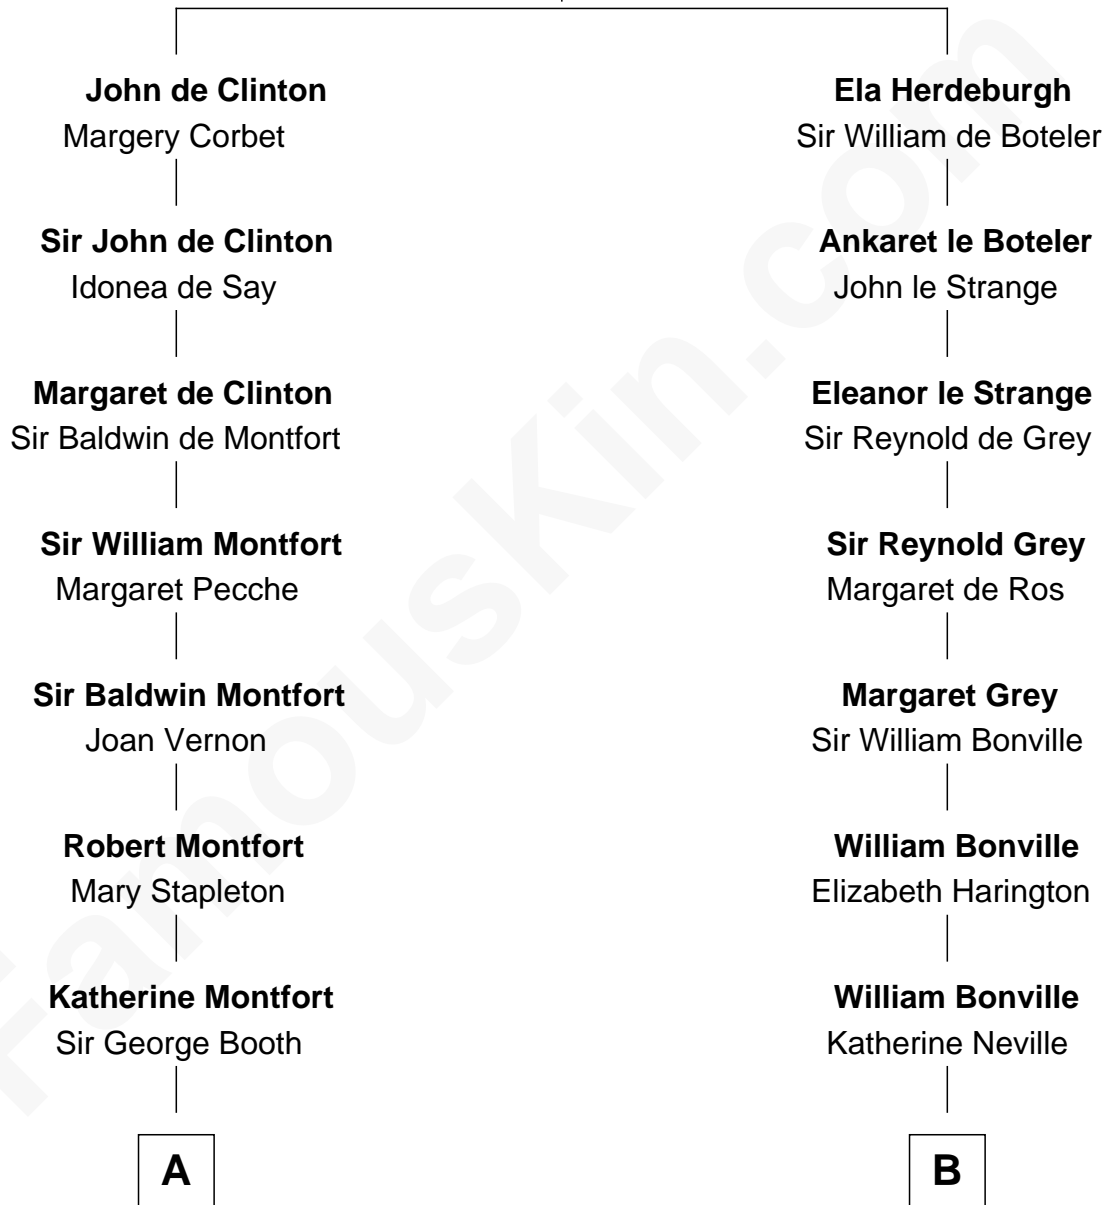 John de Clinton
Margery Corbet
Sir John de Clinton
Idonea de Say
Margaret de Clinton
Sir Baldwin de Montfort
Sir William Montfort
Margaret Pecche
Sir Baldwin Montfort
Joan Vernon
Robert Montfort
Mary Stapleton
Katherine Montfort
Sir George Booth
A
Ela Herdeburgh
Sir William de Boteler
Ankaret le Boteler
John le Strange
Eleanor le Strange
Sir Reynold de Grey
Sir Reynold Grey
Margaret de Ros
Margaret Grey
Sir William Bonville
William Bonville
Elizabeth Harington
William Bonville
Katherine Neville
B
FamousKin.com